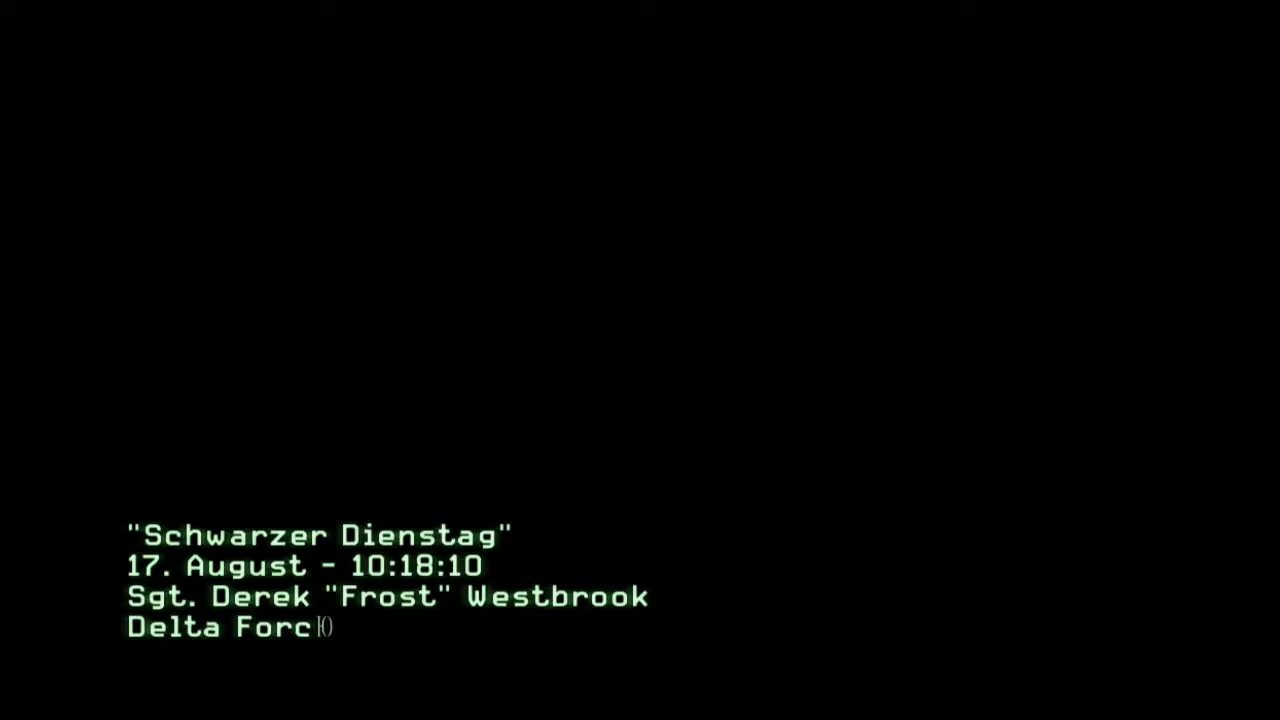 "Schwarzer Dienstag"
17. August - 10:18:10
Sgt. Derek "Frost" Westbrook
Delta Forc